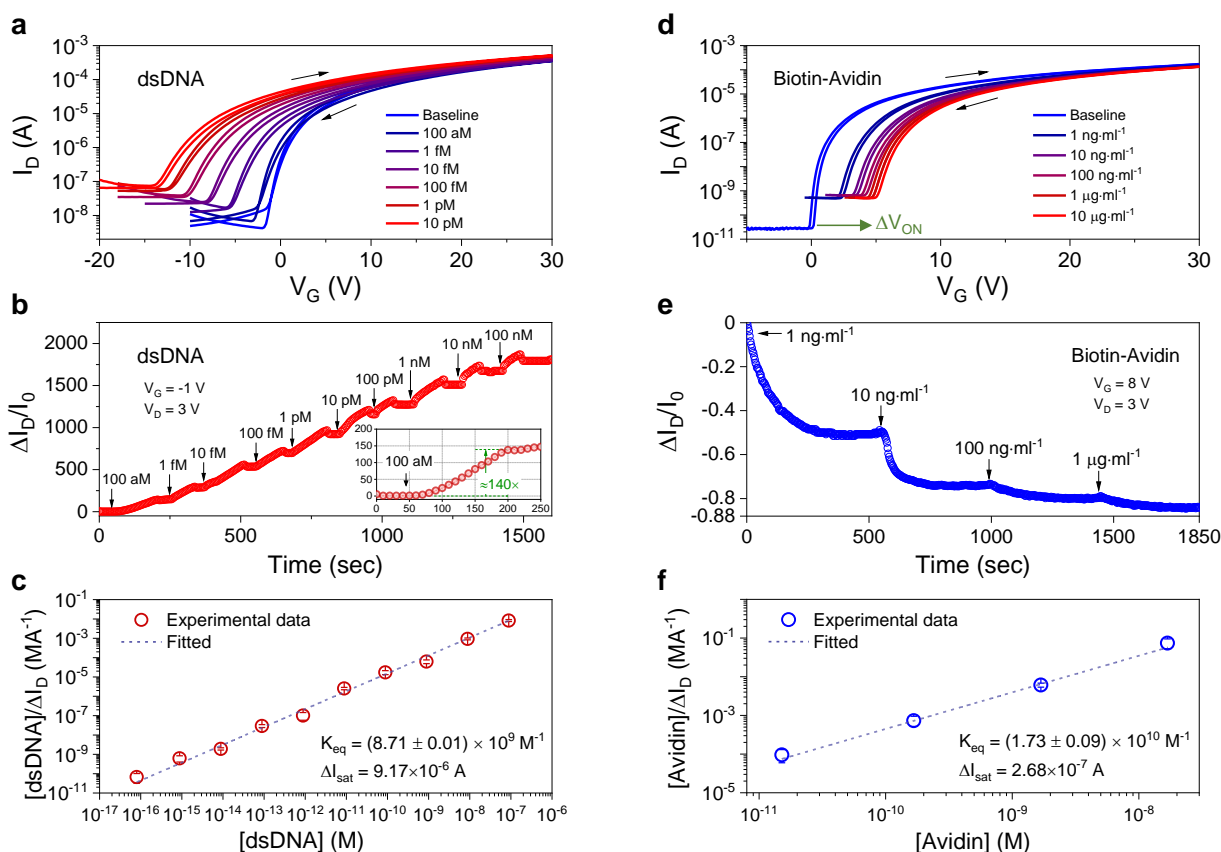 a
dsDNA
10⁻³
10⁻⁴
10⁻⁵
10⁻⁶
10⁻⁷
10⁻⁸
I_D (A)
Baseline
100 aM
1 fM
10 fM
100 fM
1 pM
10 pM
-20 -10 0 10 20 30
V_G (V)
d
Biotin-Avidin
10⁻³
10⁻⁵
10⁻⁷
10⁻⁹
10⁻¹¹
I_D (A)
Baseline
1 ng·ml⁻¹
10 ng·ml⁻¹
100 ng·ml⁻¹
1 μg·ml⁻¹
10 μg·ml⁻¹
ΔV_ON
0 10 20 30
V_G (V)
b
dsDNA
V_G = -1 V
V_D = 3 V
2000
1500
1000
500
0
ΔI_D/I_0
100 aM
1 fM
10 fM
100 fM
1 pM
10 pM
100 pM
1 nM
10 nM
100 nM
200
150
100
50
0
100 aM
≈140×
0 50 100 150 200 250
0 500 1000 1500
Time (sec)
e
0
-0.2
-0.4
-0.6
-0.8
-0.88
ΔI_D/I_0
1 ng·ml⁻¹
10 ng·ml⁻¹
100 ng·ml⁻¹
1 μg·ml⁻¹
Biotin-Avidin
V_G = 8 V
V_D = 3 V
0 500 1000 1500 1850
Time (sec)
c
10⁻¹
10⁻³
10⁻⁵
10⁻⁷
10⁻⁹
10⁻¹¹
[dsDNA]/ΔI_D (MA⁻¹)
Experimental data
Fitted
K_eq = (8.71 ± 0.01) × 10⁹ M⁻¹
ΔI_sat = 9.17×10⁻⁶ A
10⁻¹⁷ 10⁻¹⁶ 10⁻¹⁵ 10⁻¹⁴ 10⁻¹³ 10⁻¹² 10⁻¹¹ 10⁻¹⁰ 10⁻⁹ 10⁻⁸ 10⁻⁷ 10⁻⁶
[dsDNA] (M)
f
10⁻¹
10⁻³
10⁻⁵
[Avidin]/ΔI_D (MA⁻¹)
Experimental data
Fitted
K_eq = (1.73 ± 0.09) × 10¹⁰ M⁻¹
ΔI_sat = 2.68×10⁻⁷ A
10⁻¹¹ 10⁻¹⁰ 10⁻⁹ 10⁻⁸
[Avidin] (M)